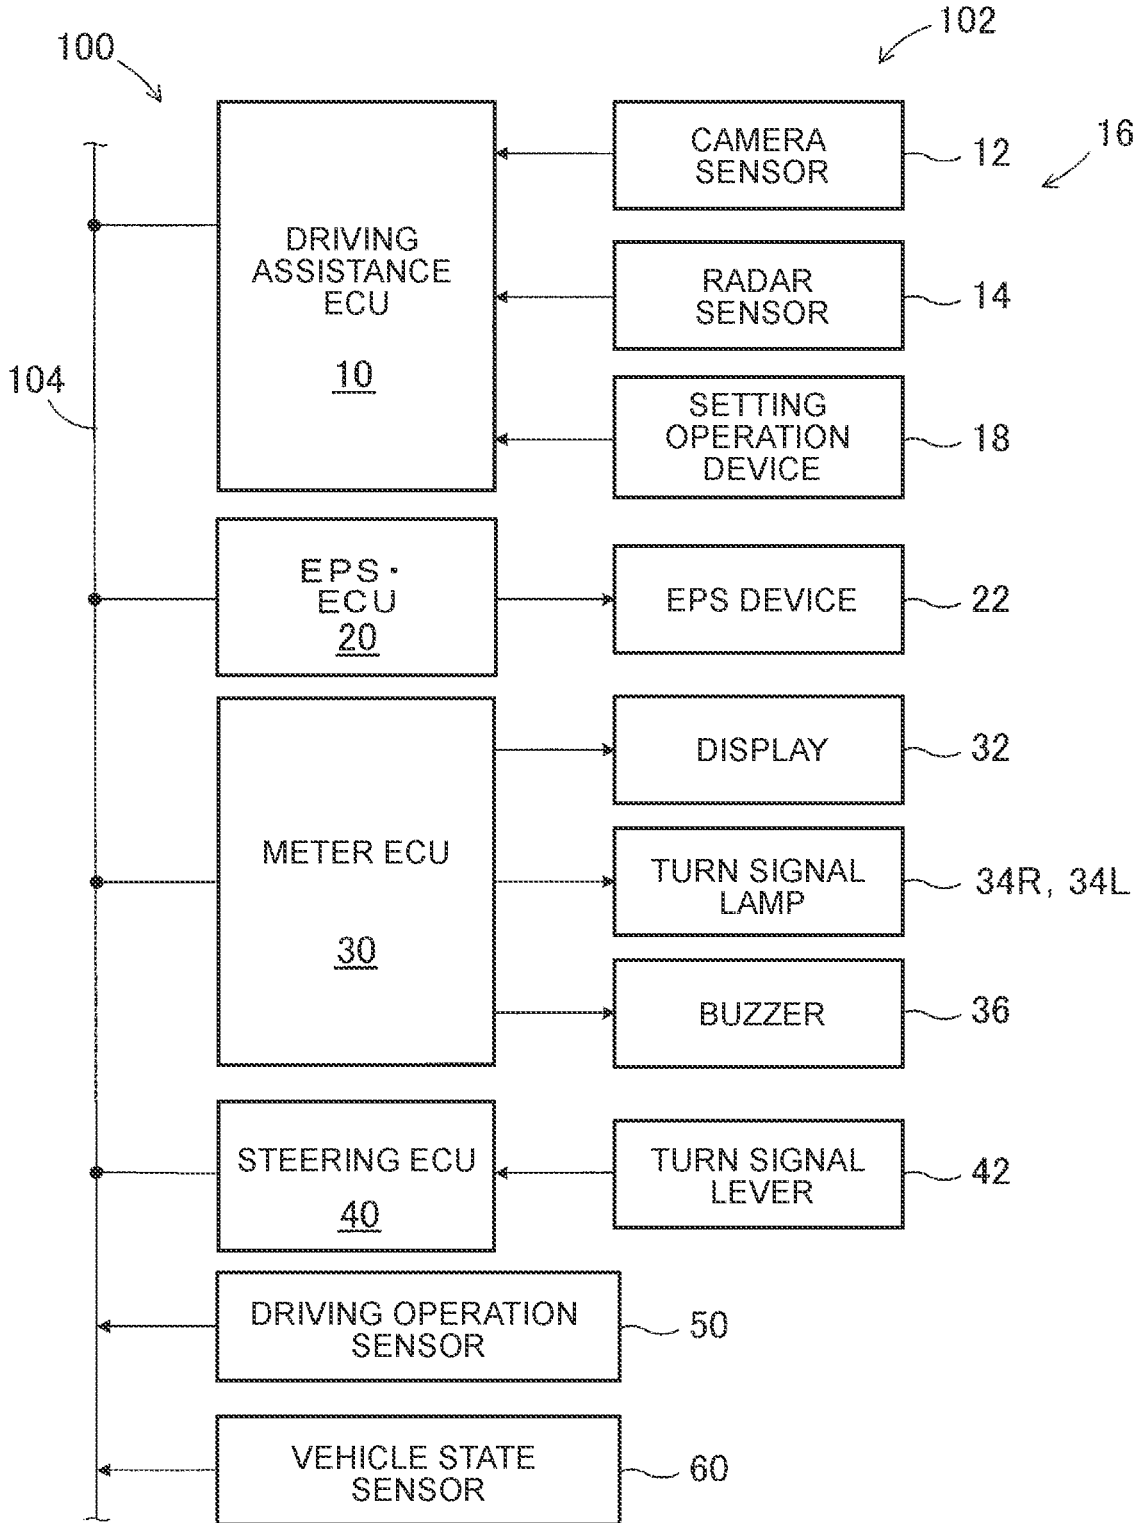 102
100
16
CAMERA
SENSOR
12
DRIVING
ASSISTANCE
ECU
10
RADAR
SENSOR
14
104
SETTING
OPERATION
DEVICE
18
EPS・
ECU
20
EPS DEVICE
22
METER ECU
30
DISPLAY
32
TURN SIGNAL
LAMP
34R, 34L
BUZZER
36
STEERING ECU
40
TURN SIGNAL
LEVER
42
DRIVING OPERATION
SENSOR
50
VEHICLE STATE
SENSOR
60